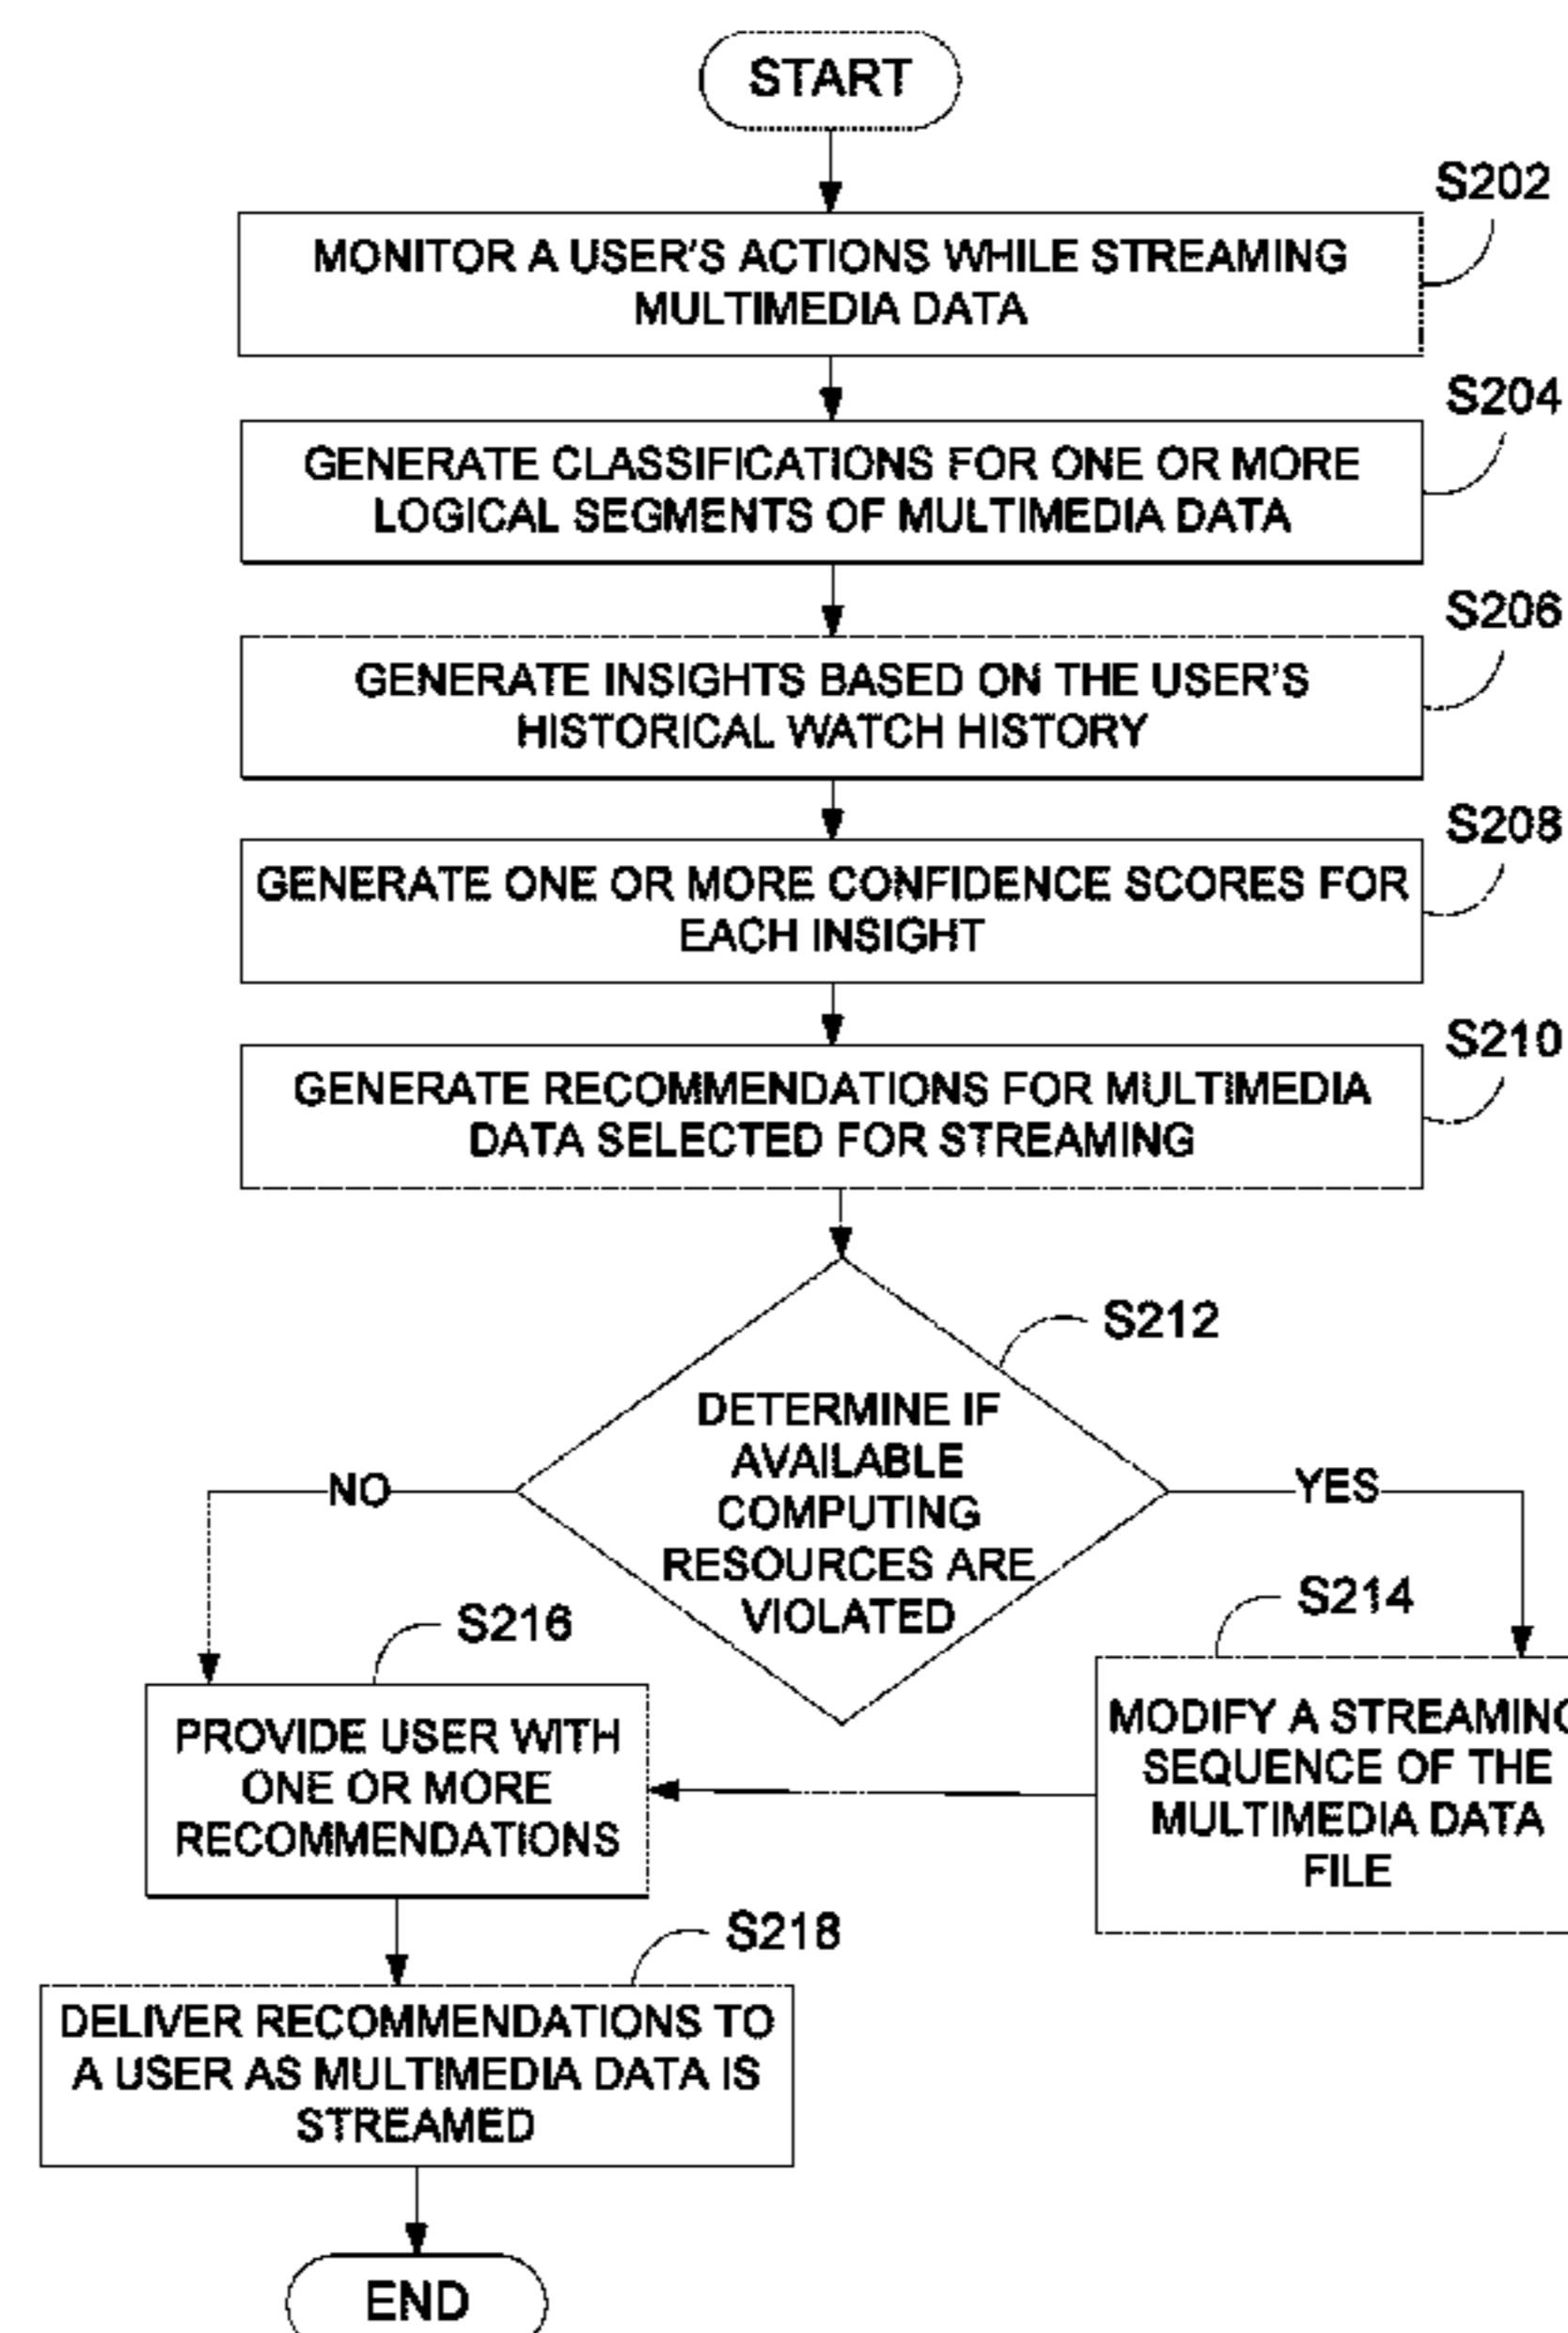 START
S202
MONITOR A USER'S ACTIONS WHILE STREAMING
MULTIMEDIA DATA
S204
GENERATE CLASSIFICATIONS FOR ONE OR MORE
LOGICAL SEGMENTS OF MULTIMEDIA DATA
S206
GENERATE INSIGHTS BASED ON THE USER'S
HISTORICAL WATCH HISTORY
S208
GENERATE ONE OR MORE CONFIDENCE SCORES FOR
EACH INSIGHT
S210
GENERATE RECOMMENDATIONS FOR MULTIMEDIA
DATA SELECTED FOR STREAMING
S212
DETERMINE IF
AVAILABLE
COMPUTING
RESOURCES ARE
VIOLATED
NO
YES
S214
MODIFY A STREAMING
SEQUENCE OF THE
MULTIMEDIA DATA
FILE
S216
PROVIDE USER WITH
ONE OR MORE
RECOMMENDATIONS
S218
DELIVER RECOMMENDATIONS TO
A USER AS MULTIMEDIA DATA IS
STREAMED
END